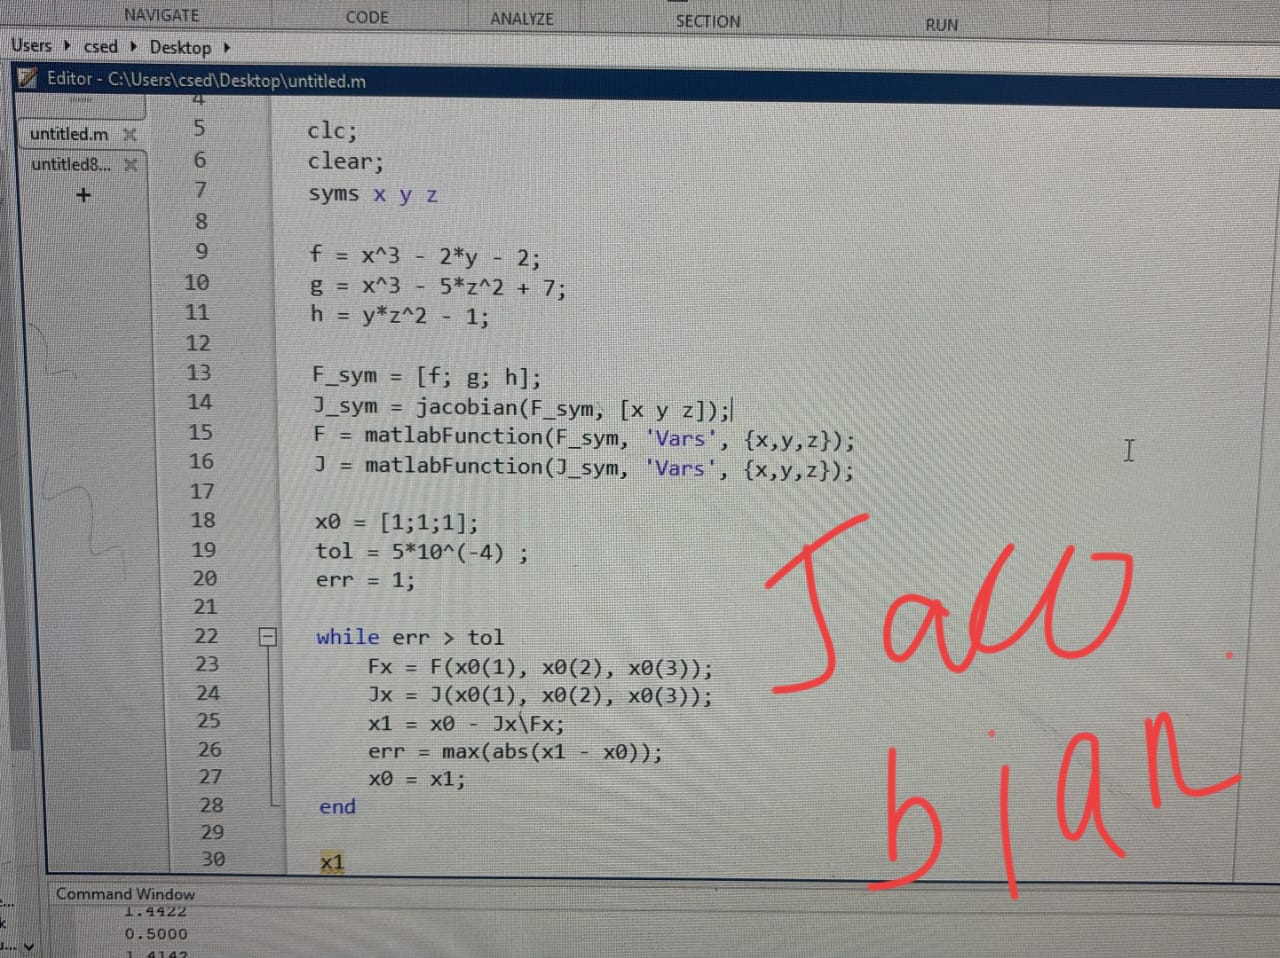 NAVIGATE CODE ANALYZE SECTION RUN
Users ▸ csed ▸ Desktop ▸
Editor - C:\Users\csed\Desktop\untitled.m
untitled.m
untitled8...
+
4
5 clc;
6 clear;
7 syms x y z
8
9 f = x^3 - 2*y - 2;
10 g = x^3 - 5*z^2 + 7;
11 h = y*z^2 - 1;
12
13 F_sym = [f; g; h];
14 J_sym = jacobian(F_sym, [x y z]);
15 F = matlabFunction(F_sym, 'Vars', {x,y,z});
16 J = matlabFunction(J_sym, 'Vars', {x,y,z});
17
18 x0 = [1;1;1];
19 tol = 5*10^(-4) ;
20 err = 1;
21
22 while err > tol
23 Fx = F(x0(1), x0(2), x0(3));
24 Jx = J(x0(1), x0(2), x0(3));
25 x1 = x0 - Jx\Fx;
26 err = max(abs(x1 - x0));
27 x0 = x1;
28 end
29
30 x1
Jaco
bian
Command Window
1.4422
0.5000
1.4142